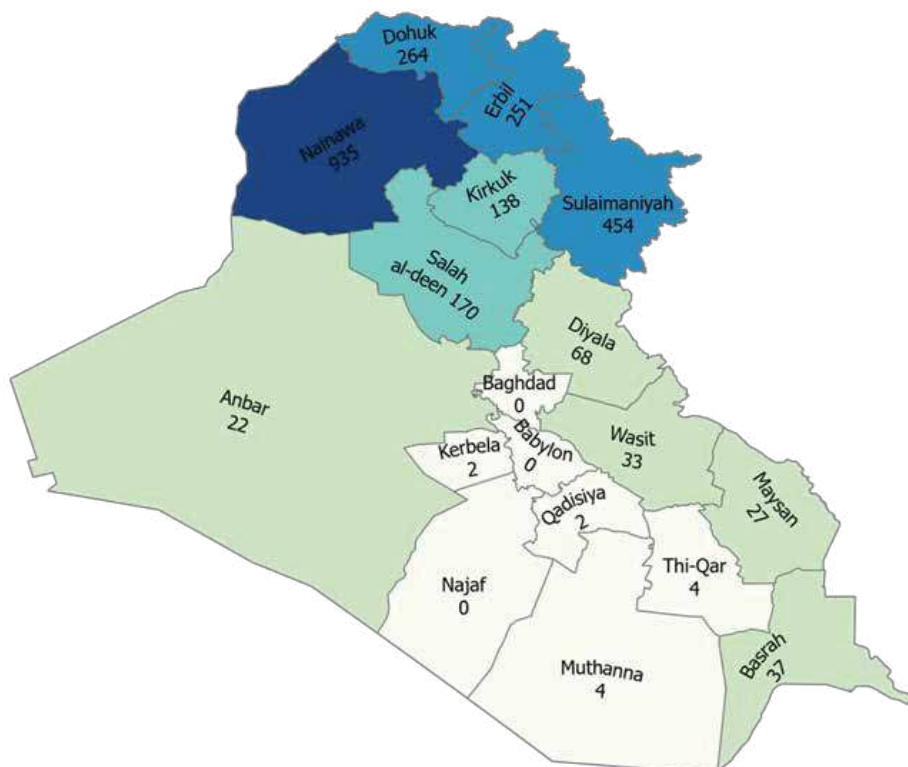 Dohuk
264
Erbil
251
Nainawa
935
Kirkuk
138
Sulaimaniyah
454
Salah
al-deen 170
Diyala
68
Baghdad
0
Anbar
22
Babylon
0
Wasit
33
Kerbela
2
Maysan
27
Qadisiya
2
Thi-Qar
4
Najaf
0
Basrah
37
Muthanna
4